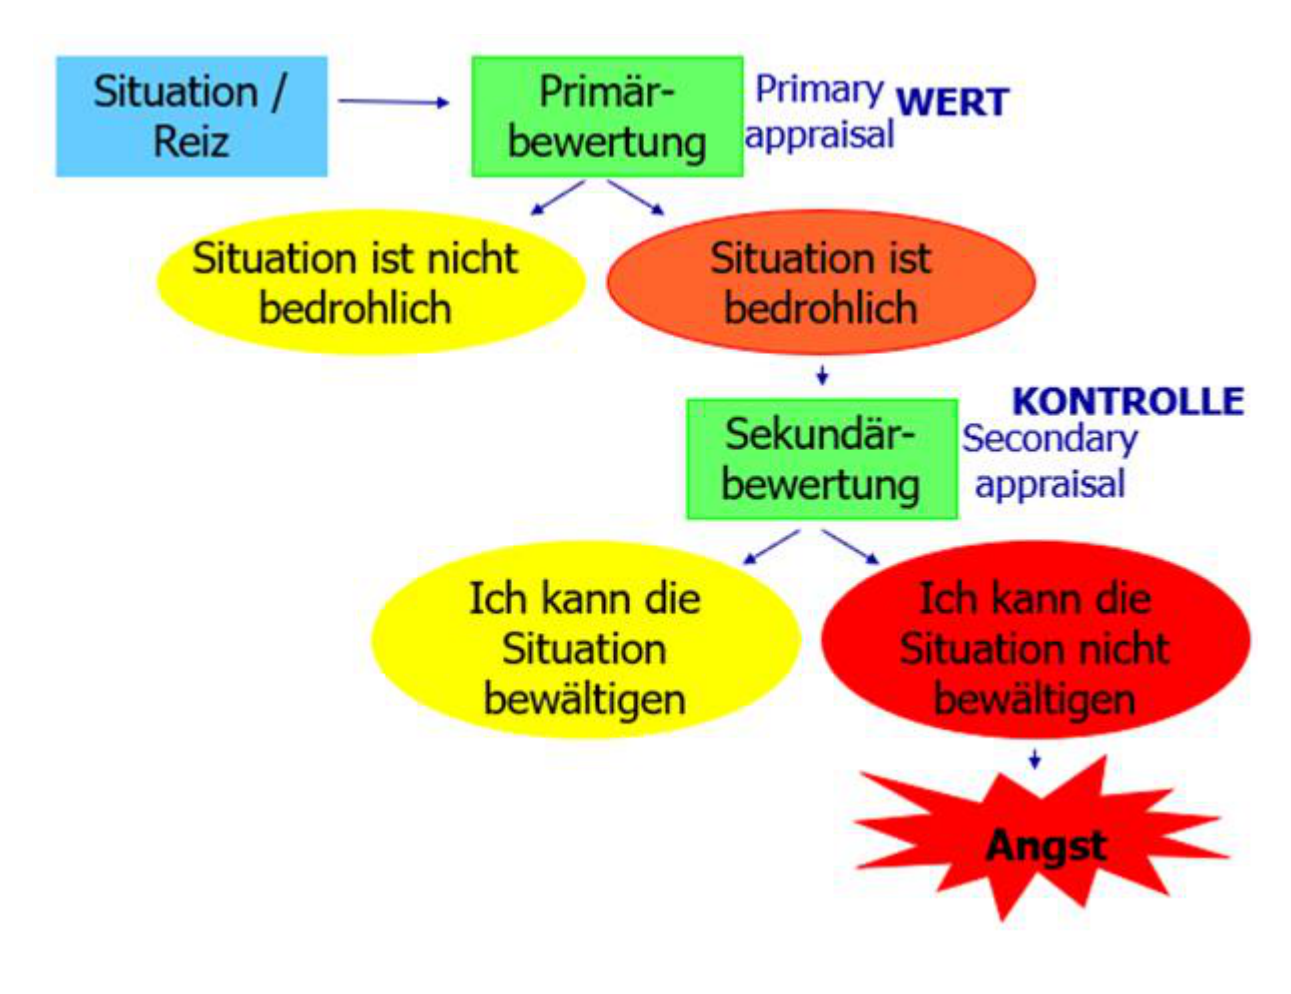 Situation /
Reiz
Primär-
bewertung
Primary
appraisal
WERT
Situation ist nicht
bedrohlich
Situation ist
bedrohlich
Sekundär-
bewertung
KONTROLLE
Secondary
appraisal
Ich kann die
Situation
bewältigen
Ich kann die
Situation nicht
bewältigen
Angst